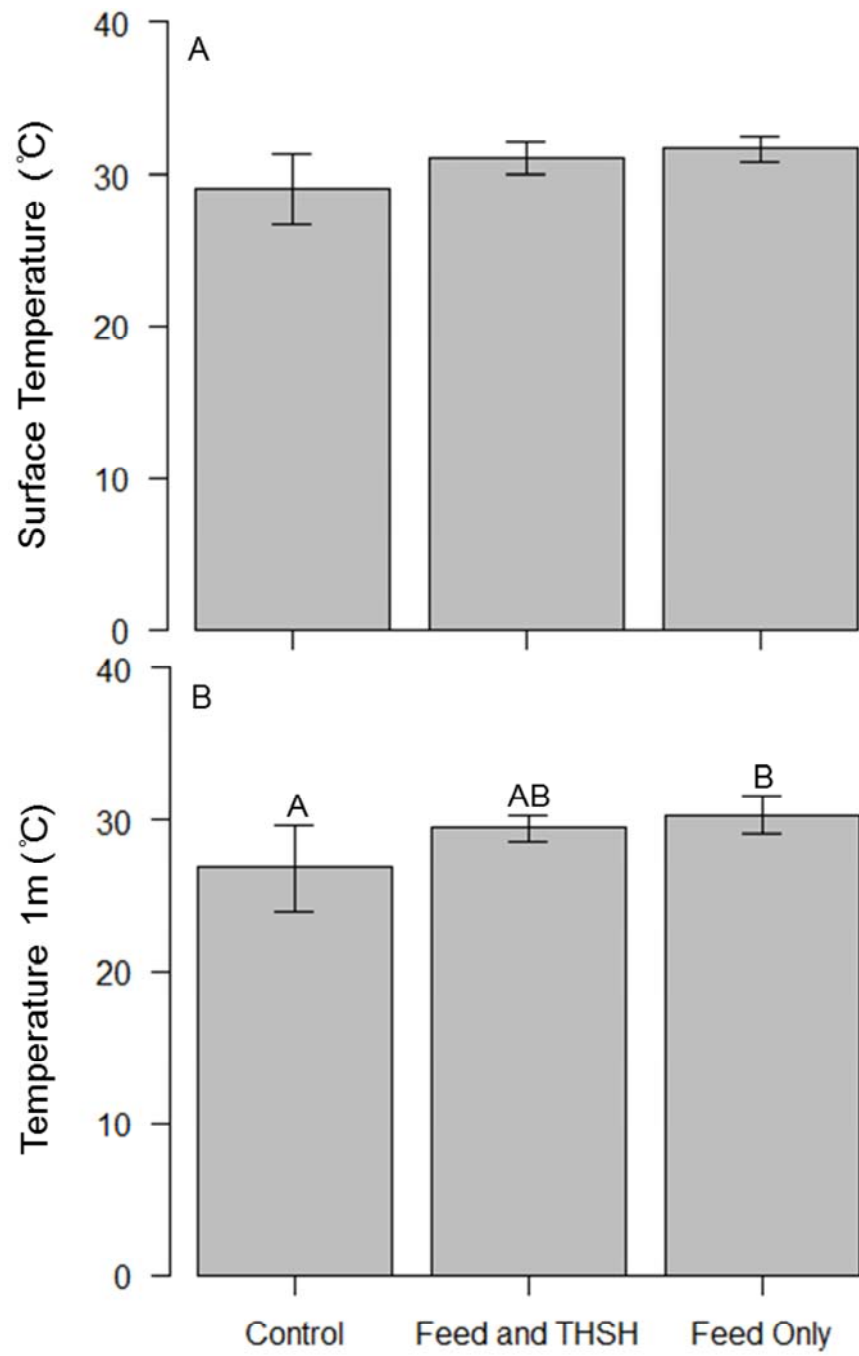 40
A
30
20
10
0
Surface Temperature (℃)
40
B
A
AB
B
30
20
10
0
Temperature 1m (℃)
Control Feed and THSH Feed Only